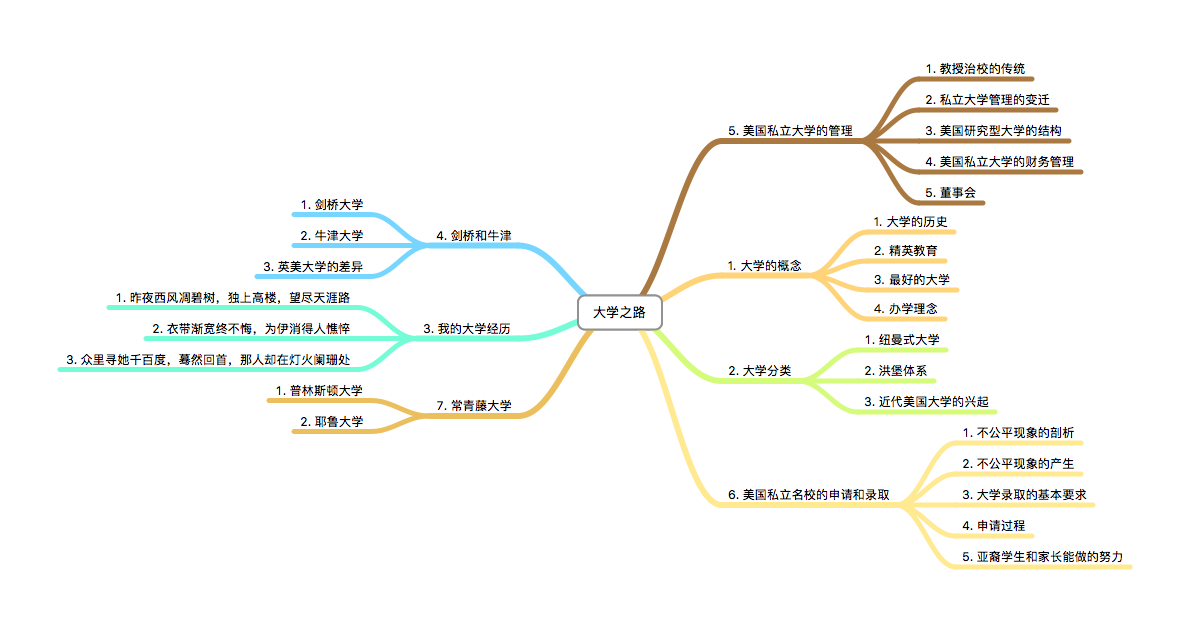 大学之路
5. 美国私立大学的管理
1. 教授治校的传统
2. 私立大学管理的变迁
3. 美国研究型大学的结构
4. 美国私立大学的财务管理
5. 董事会
1. 大学的概念
1. 大学的历史
2. 精英教育
3. 最好的大学
4. 办学理念
2. 大学分类
1. 纽曼式大学
2. 洪堡体系
3. 近代美国大学的兴起
6. 美国私立名校的申请和录取
1. 不公平现象的剖析
2. 不公平现象的产生
3. 大学录取的基本要求
4. 申请过程
5. 亚裔学生和家长能做的努力
4. 剑桥和牛津
1. 剑桥大学
2. 牛津大学
3. 英美大学的差异
3. 我的大学经历
1. 昨夜西风凋碧树，独上高楼，望尽天涯路
2. 衣带渐宽终不悔，为伊消得人憔悴
3. 众里寻她千百度，蓦然回首，那人却在灯火阑珊处
7. 常青藤大学
1. 普林斯顿大学
2. 耶鲁大学